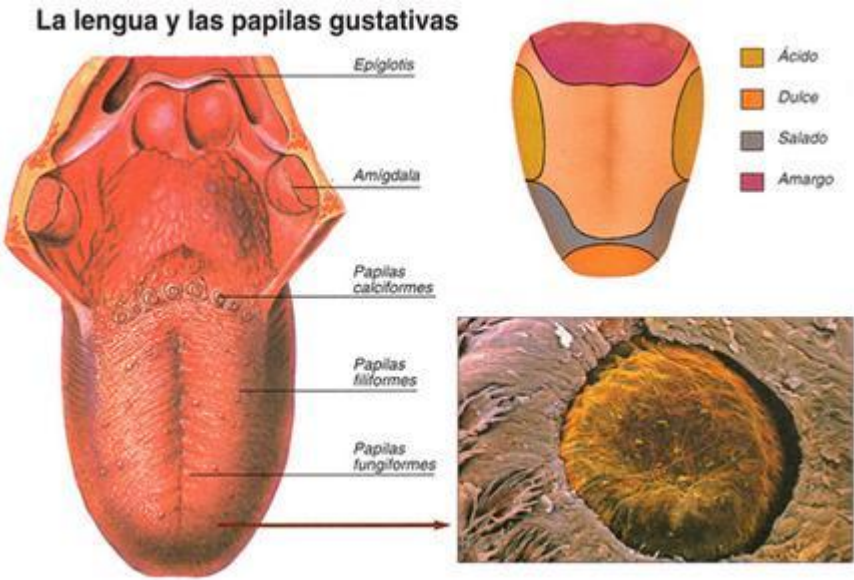 La lengua y las papilas gustativas
Epiglotis
Amígdala
Papilas
calciformes
Papilas
filiformes
Papilas
fungiformes
Ácido
Dulce
Salado
Amargo